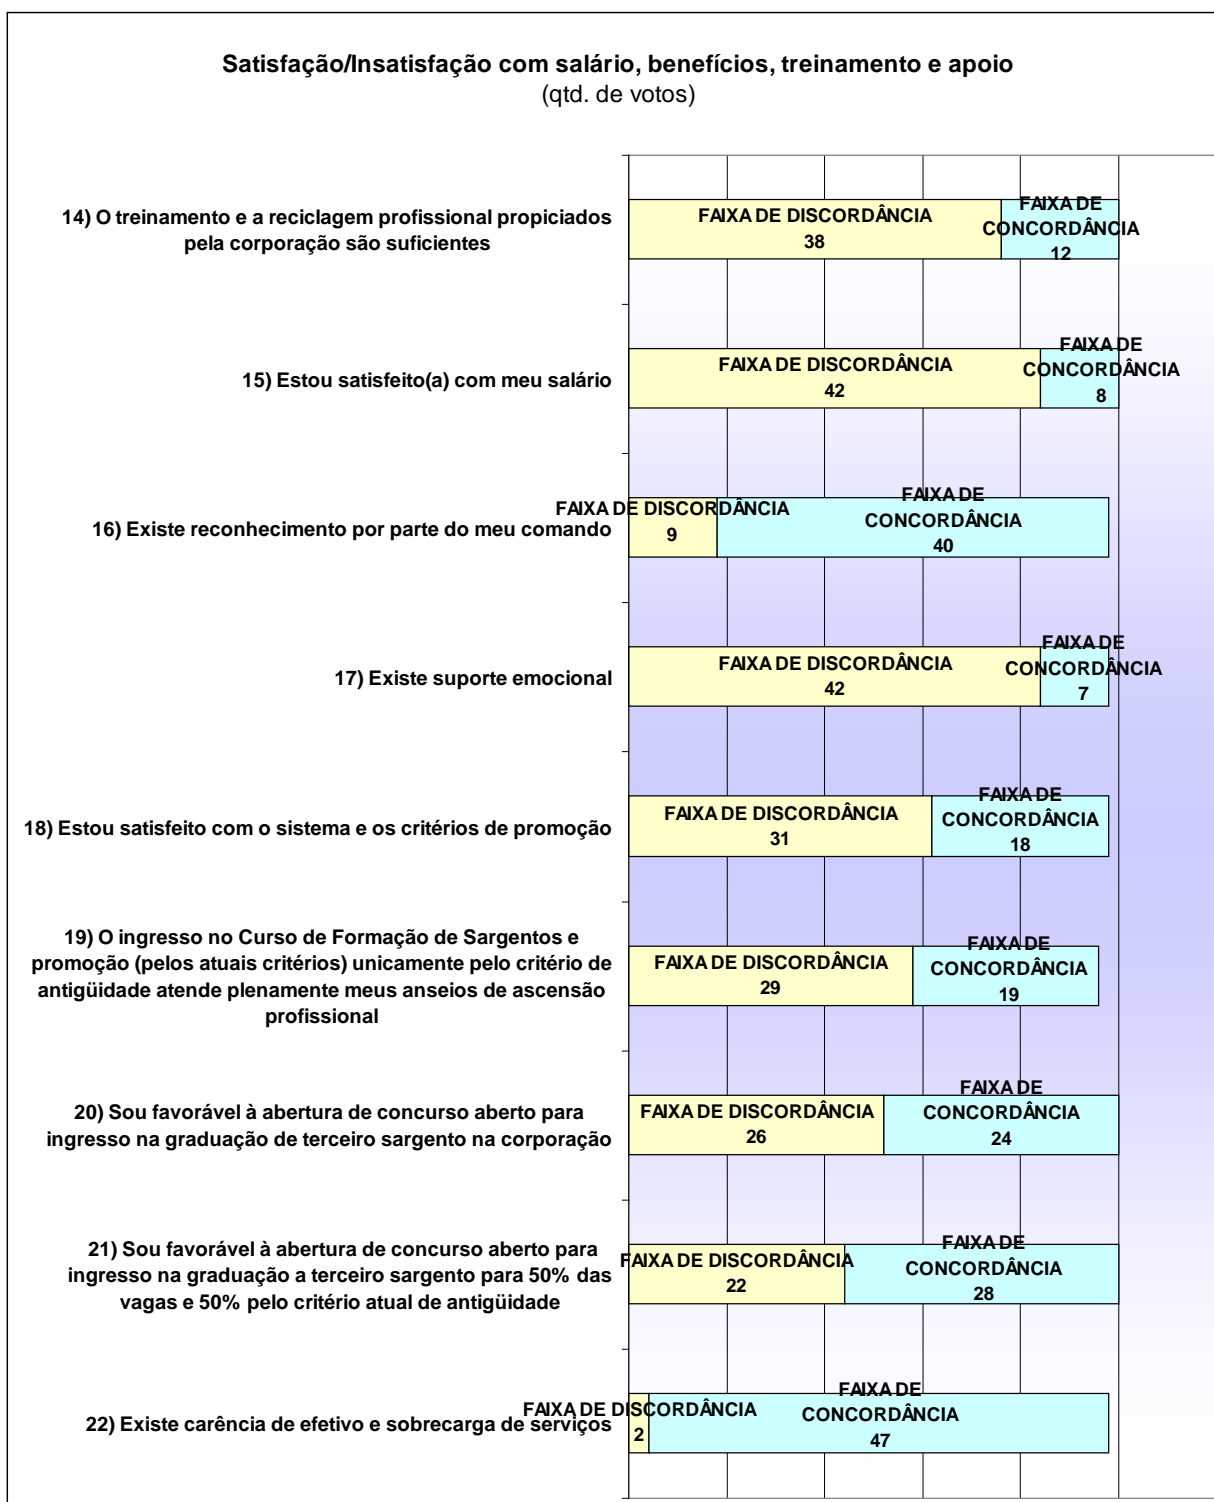 Satisfação/Insatisfação com salário, benefícios, treinamento e apoio
(qtd. de votos)
14) O treinamento e a reciclagem profissional propiciados
pela corporação são suficientes
FAIXA DE DISCORDÂNCIA
38
FAIXA DE
CONCORDÂNCIA
12
15) Estou satisfeito(a) com meu salário
FAIXA DE DISCORDÂNCIA
42
FAIXA DE
CONCORDÂNCIA
8
16) Existe reconhecimento por parte do meu comando
FAIXA DE DISCORDÂNCIA
9
FAIXA DE
CONCORDÂNCIA
40
17) Existe suporte emocional
FAIXA DE DISCORDÂNCIA
42
FAIXA DE
CONCORDÂNCIA
7
18) Estou satisfeito com o sistema e os critérios de promoção
FAIXA DE DISCORDÂNCIA
31
FAIXA DE
CONCORDÂNCIA
18
19) O ingresso no Curso de Formação de Sargentos e
promoção (pelos atuais critérios) unicamente pelo critério de
antigüidade atende plenamente meus anseios de ascensão
profissional
FAIXA DE DISCORDÂNCIA
29
FAIXA DE
CONCORDÂNCIA
19
20) Sou favorável à abertura de concurso aberto para
ingresso na graduação de terceiro sargento na corporação
FAIXA DE DISCORDÂNCIA
26
FAIXA DE
CONCORDÂNCIA
24
21) Sou favorável à abertura de concurso aberto para
ingresso na graduação a terceiro sargento para 50% das
vagas e 50% pelo critério atual de antigüidade
FAIXA DE DISCORDÂNCIA
22
FAIXA DE
CONCORDÂNCIA
28
22) Existe carência de efetivo e sobrecarga de serviços
FAIXA DE DISCORDÂNCIA
2
FAIXA DE
CONCORDÂNCIA
47